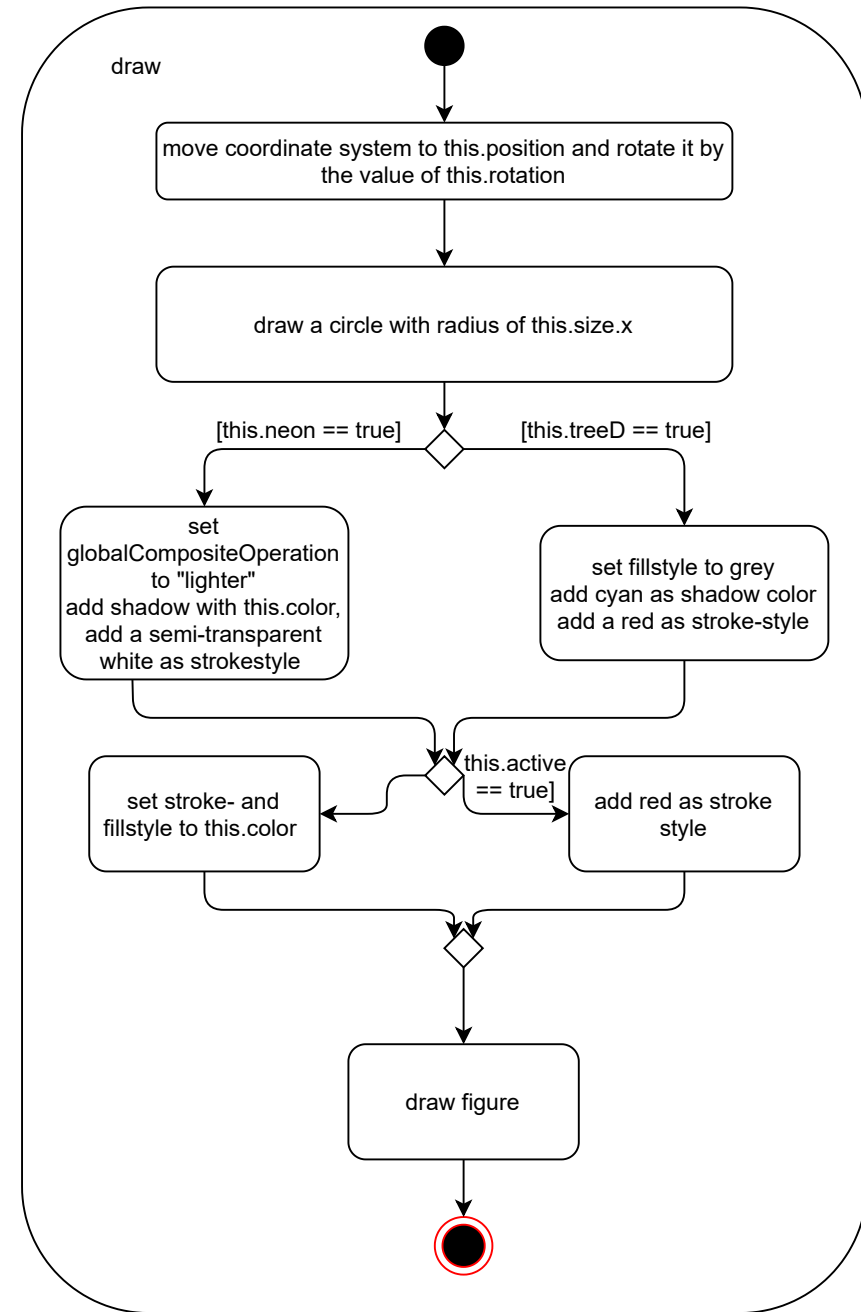 draw
move coordinate system to this.position and rotate it by
the value of this.rotation
draw a circle with radius of this.size.x
[this.neon == true]
[this.treeD == true]
set
globalCompositeOperation
to "lighter"
add shadow with this.color,
add a semi-transparent
white as strokestyle
set fillstyle to grey
add cyan as shadow color
add a red as stroke-style
this.active
== true]
set stroke- and
fillstyle to this.color
add red as stroke
style
draw figure